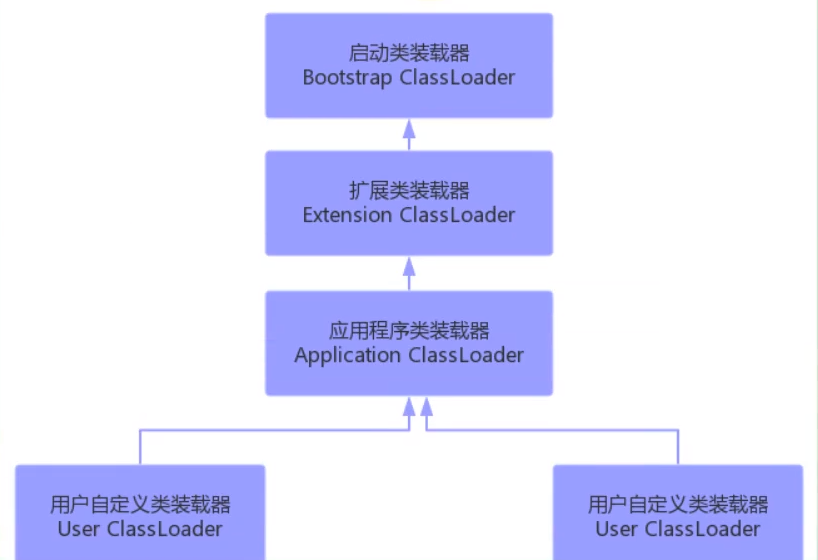 启动类装载器
Bootstrap ClassLoader
扩展类装载器
Extension ClassLoader
应用程序类装载器
Application ClassLoader
用户自定义类装载器
User ClassLoader
用户自定义类装载器
User ClassLoader